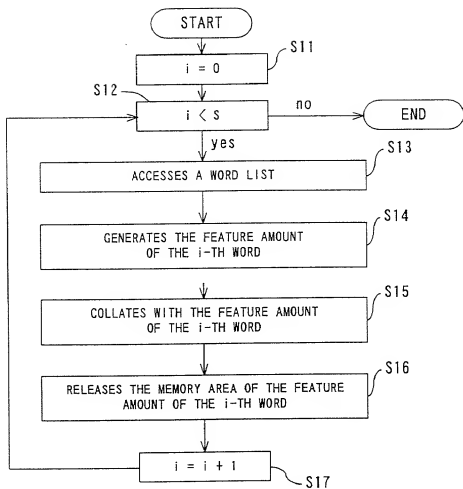 START
S11
i = 0
S12
i < S
no
END
yes
S13
ACCESSES A WORD LIST
S14
GENERATES THE FEATURE AMOUNT
OF THE i-TH WORD
S15
COLLATES WITH THE FEATURE AMOUNT
OF THE i-TH WORD
S16
RELEASES THE MEMORY AREA OF THE FEATURE
AMOUNT OF THE i-TH WORD
i = i + 1
S17